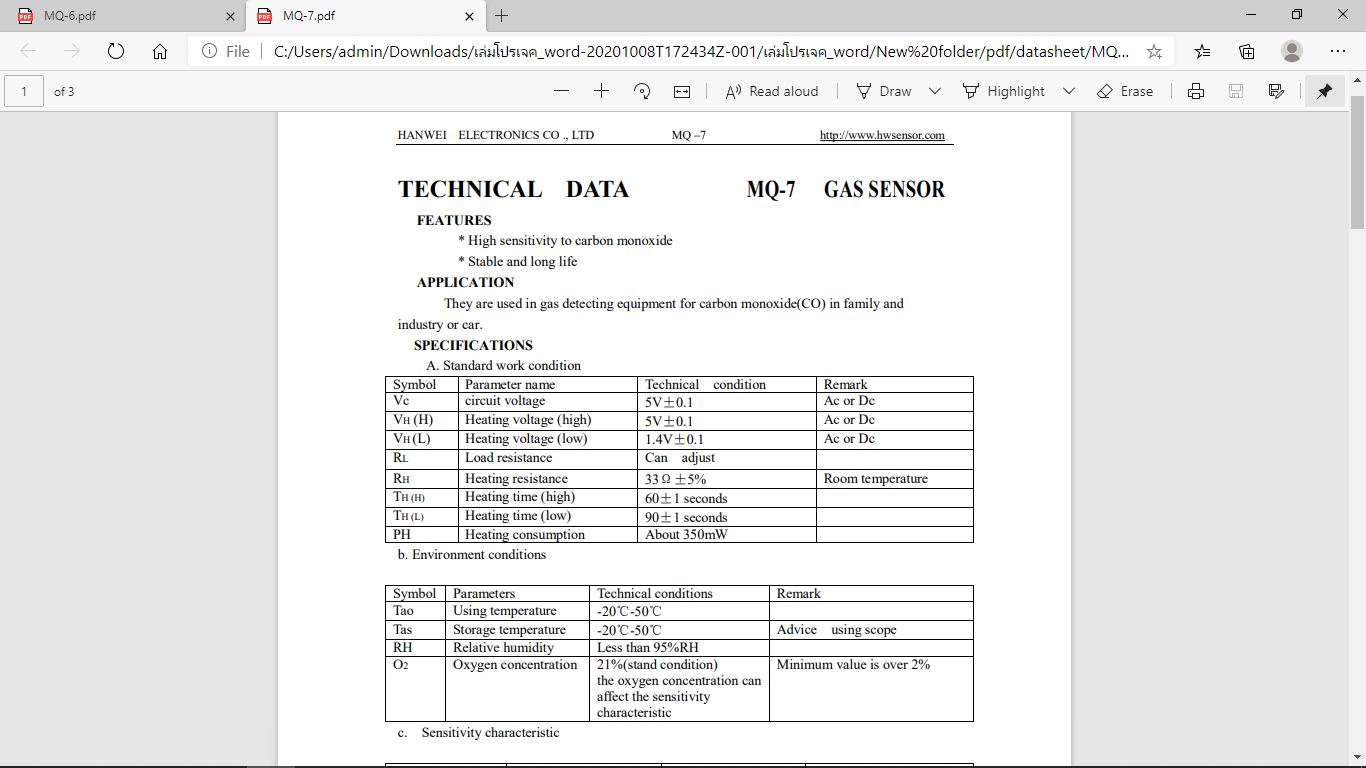 MQ-6.pdf
MQ-7.pdf
File
C:/Users/admin/Downloads/เล่มโปรเจค_word-20201008T172434Z-001/เล่มโปรเจค_word/New%20folder/pdf/datasheet/MQ...
1 of 3
Read aloud
Draw
Highlight
Erase
HANWEI ELECTRONICS CO ., LTD MQ –7 http://www.hwsensor.com
TECHNICAL DATA MQ-7 GAS SENSOR
FEATURES
* High sensitivity to carbon monoxide
* Stable and long life
APPLICATION
They are used in gas detecting equipment for carbon monoxide(CO) in family and
industry or car.
SPECIFICATIONS
A. Standard work condition
Symbol Parameter name Technical condition Remark
Vc circuit voltage 5V±0.1 Ac or Dc
VH (H) Heating voltage (high) 5V±0.1 Ac or Dc
VH (L) Heating voltage (low) 1.4V±0.1 Ac or Dc
RL Load resistance Can adjust
RH Heating resistance 33Ω±5% Room temperature
TH (H) Heating time (high) 60±1 seconds
TH (L) Heating time (low) 90±1 seconds
PH Heating consumption About 350mW
b. Environment conditions
Symbol Parameters Technical conditions Remark
Tao Using temperature -20℃-50℃
Tas Storage temperature -20℃-50℃ Advice using scope
RH Relative humidity Less than 95%RH
O2 Oxygen concentration 21%(stand condition) Minimum value is over 2%
the oxygen concentration can
affect the sensitivity
characteristic
c. Sensitivity characteristic